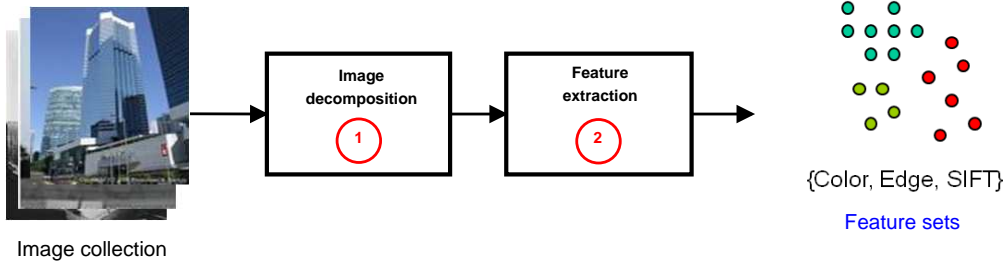 Image
decomposition
1
Feature
extraction
2
{Color, Edge, SIFT}
Feature sets
Image collection